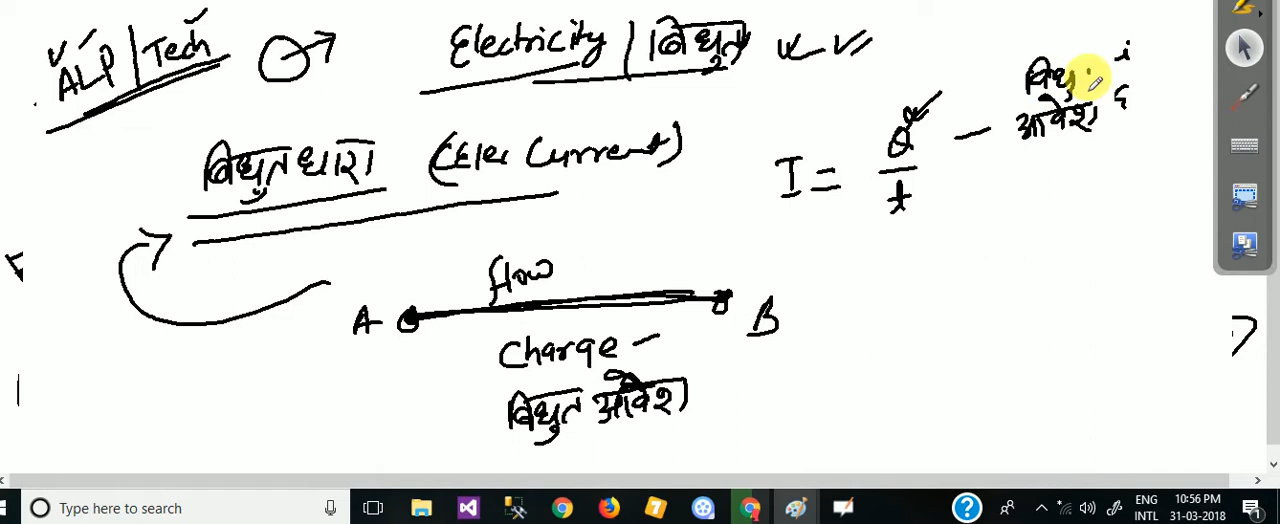 ALP/Tech
Electricity / विधुत
विधुत धारा (Elec Current)
I = Q/t – विधु आवेश
flow
A B
Charge –
विधुत आवेश
Type here to search
ENG
INTL
10:56 PM
31-03-2018